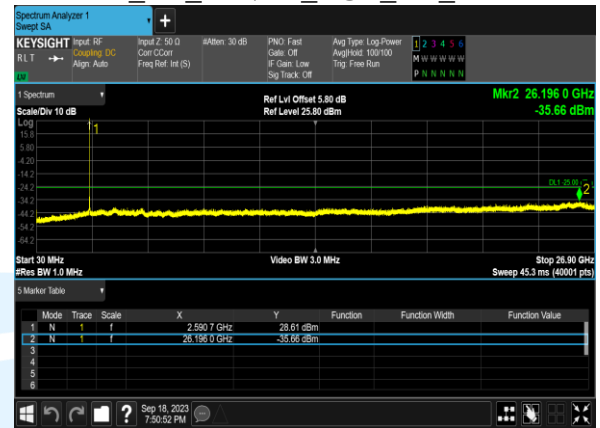 Spectrum Analyzer 1
Swept SA
KEYSIGHT
RLT
Input: RF
Coupling: DC
Align: Auto
Input Z: 50 Ω
Corr CCorr
Freq Ref: Int (S)
#Atten: 30 dB
PNO: Fast
Gate: Off
IF Gain: Low
Sig Track: Off
Avg Type: Log-Power
Avg|Hold: 100/100
Trig: Free Run
1 2 3 4 5 6
M W W W W W
P N N N N N
1 Spectrum
Scale/Div 10 dB
Log
Ref Lvl Offset 5.80 dB
Ref Level 25.80 dBm
Mkr2 26.196 0 GHz
-35.66 dBm
15.8
5.80
-4.20
-14.2
-24.2
-34.2
-44.2
-54.2
-64.2
1
2
Start 30 MHz
#Res BW 1.0 MHz
Video BW 3.0 MHz
Stop 26.90 GHz
Sweep 45.3 ms (40001 pts)
5 Marker Table
Mode Trace Scale X Y Function Function Width Function Value
1 N 1 f 2.590 7 GHz 28.61 dBm
2 N 1 f 26.196 0 GHz -35.66 dBm
3
4
5
6
?
Sep 18, 2023
7:50:52 PM